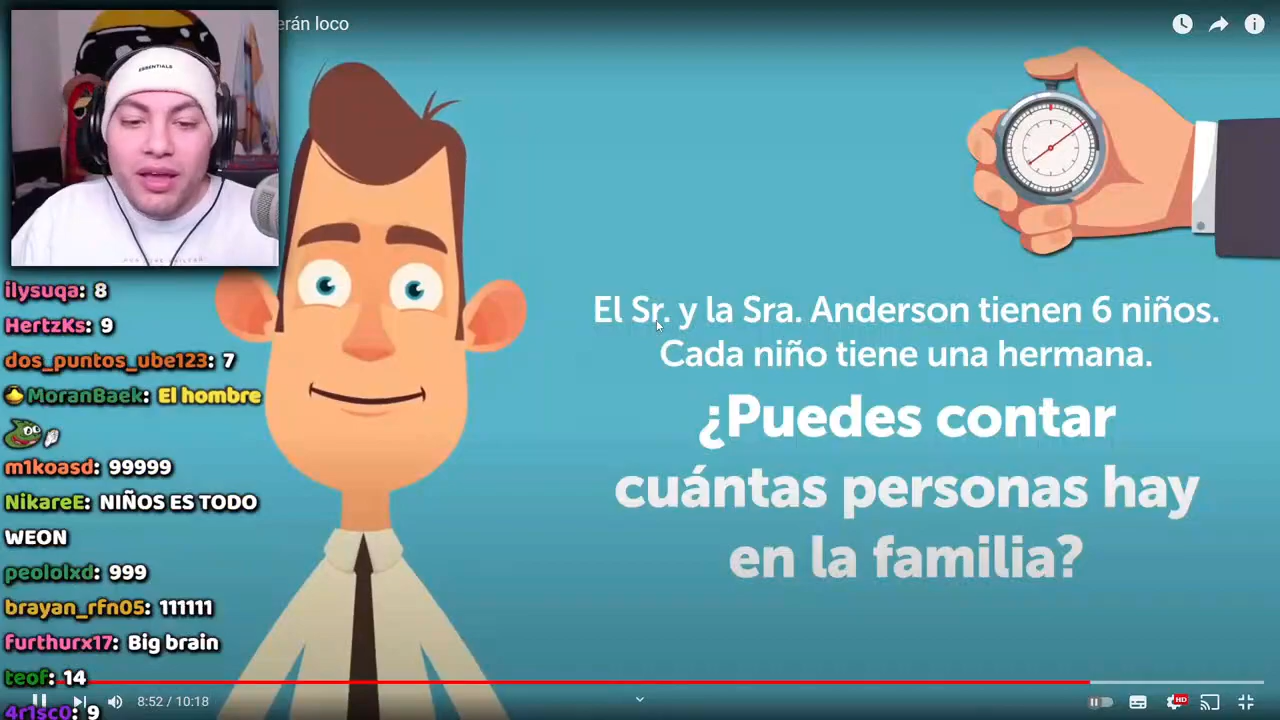 erán loco
ESSENTIALS
El Sr. y la Sra. Anderson tienen 6 niños.
Cada niño tiene una hermana.
¿Puedes contar
cuántas personas hay
en la familia?
ilysuqa: 8
HertzKs: 9
dos_puntos_ube123: 7
MoranBaek: El hombre
m1koasd: 99999
NikareE: NIÑOS ES TODO
WEON
peololxd: 999
brayan_rfn05: 111111
furthurx17: Big brain
teof: 14
4r1sc0: 9
8:52 / 10:18
HD